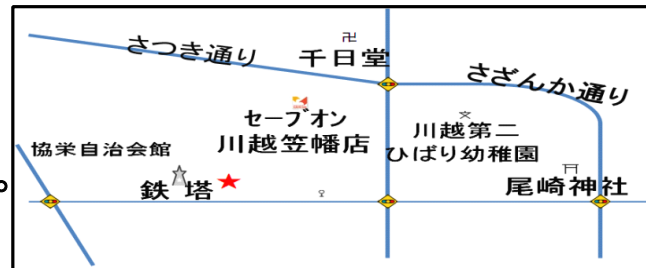 さつき通り
千日堂
さざんか通り
セーブオン
川越笠幡店
川越第二
ひばり幼稚園
協栄自治会館
鉄塔
尾崎神社